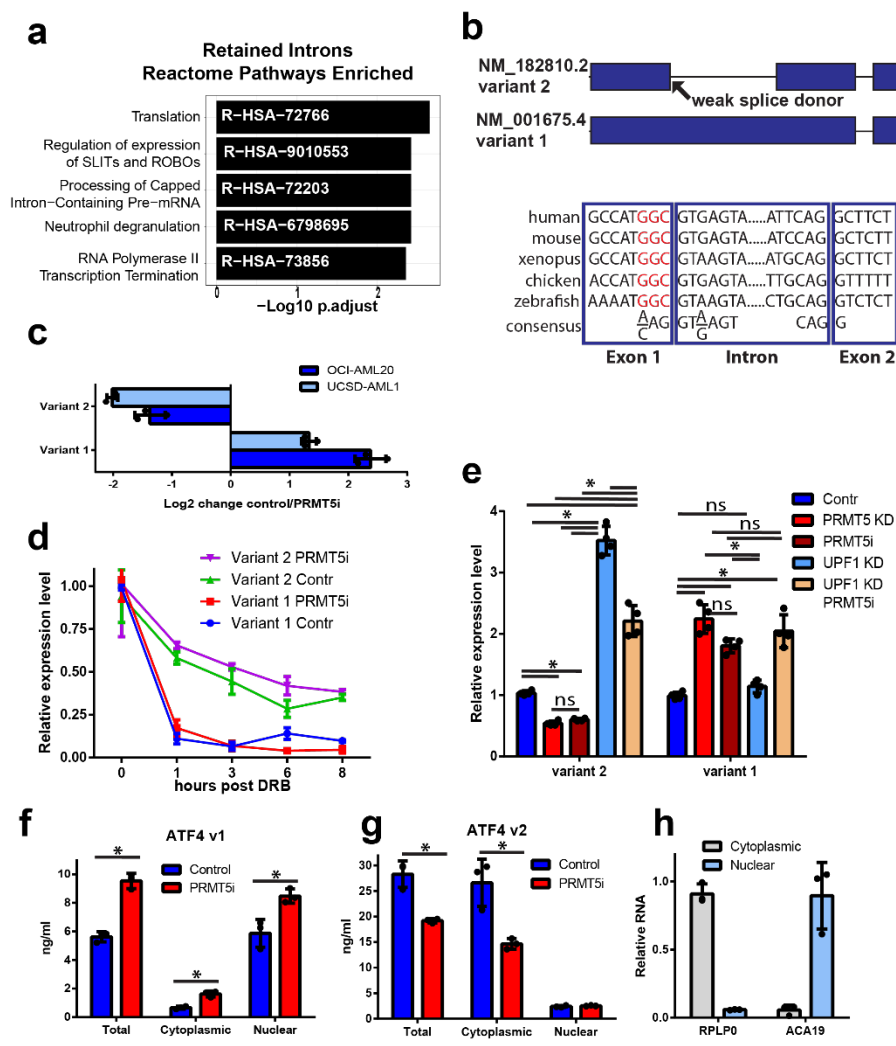 a
Retained Introns
Reactome Pathways Enriched
Translation
R−HSA−72766
Regulation of expression
of SLITs and ROBOs
R−HSA−9010553
Processing of Capped
Intron−Containing Pre−mRNA
R−HSA−72203
Neutrophil degranulation
R−HSA−6798695
RNA Polymerase II
Transcription Termination
R−HSA−73856
0 1 2
−Log10 p.adjust
b
NM_182810.2
variant 2
weak splice donor
NM_001675.4
variant 1
human GCCATGGC GTGAGTA.....ATTCAG GCTTCT
mouse GCCATGGC GTGAGTA.....ATCCAG GCTCTT
xenopus GCCATGGC GTAAGTA.....ATGCAG GCTTCT
chicken ACCATGGC GTGAGTA.....TTGCAG GTTTTT
zebrafish AAAATGGC GTAAGTA.....CTGCAG GTCTCT
consensus A/CAG GTA/GAGT CAG G
Exon 1 Intron Exon 2
c
OCI-AML20
UCSD-AML1
Variant 2
Variant 1
-2 -1 0 1 2 3
Log2 change control/PRMT5i
d
Variant 2 PRMT5i
Variant 2 Contr
Variant 1 PRMT5i
Variant 1 Contr
Relative expression level
1.00
0.75
0.50
0.25
0.00
0 1 3 6 8
hours post DRB
e
Contr
PRMT5 KD
PRMT5i
UPF1 KD
UPF1 KD
PRMT5i
Relative expression level
4
2
1
0
* ns * ns * * ns * * ns
variant 2 variant 1
f
ATF4 v1
Control
PRMT5i
ng/ml
10
8
6
4
2
0
* * *
Total Cytoplasmic Nuclear
g
ATF4 v2
Control
PRMT5i
ng/ml
30
25
20
15
10
5
0
* *
Total Cytoplasmic Nuclear
h
Cytoplasmic
Nuclear
Relative RNA
1.0
0.5
0.0
RPLP0 ACA19